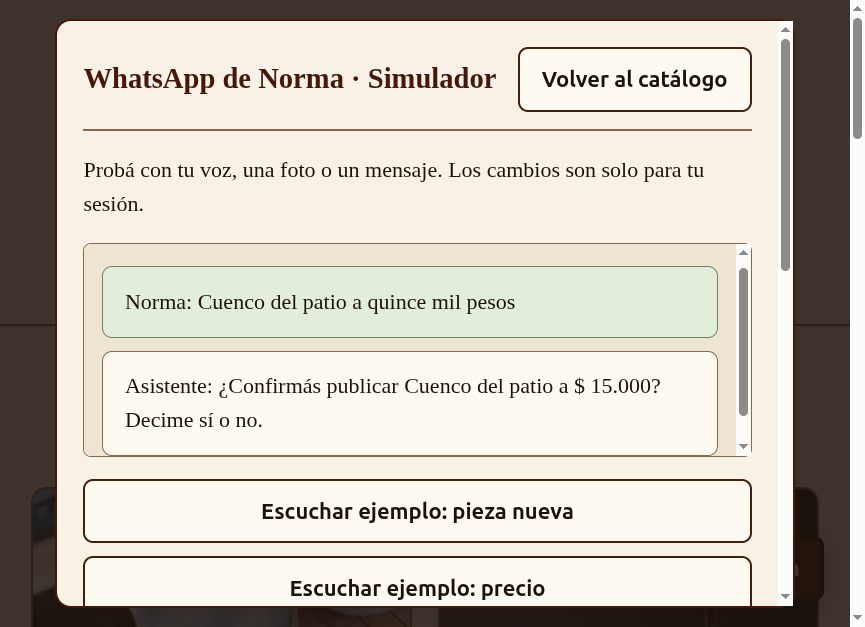 WhatsApp de Norma · Simulador
Volver al catálogo
Probá con tu voz, una foto o un mensaje. Los cambios son solo para tu
sesión.
Norma: Cuenco del patio a quince mil pesos
Asistente: ¿Confirmás publicar Cuenco del patio a $ 15.000?
Decime sí o no.
Escuchar ejemplo: pieza nueva
Escuchar ejemplo: precio